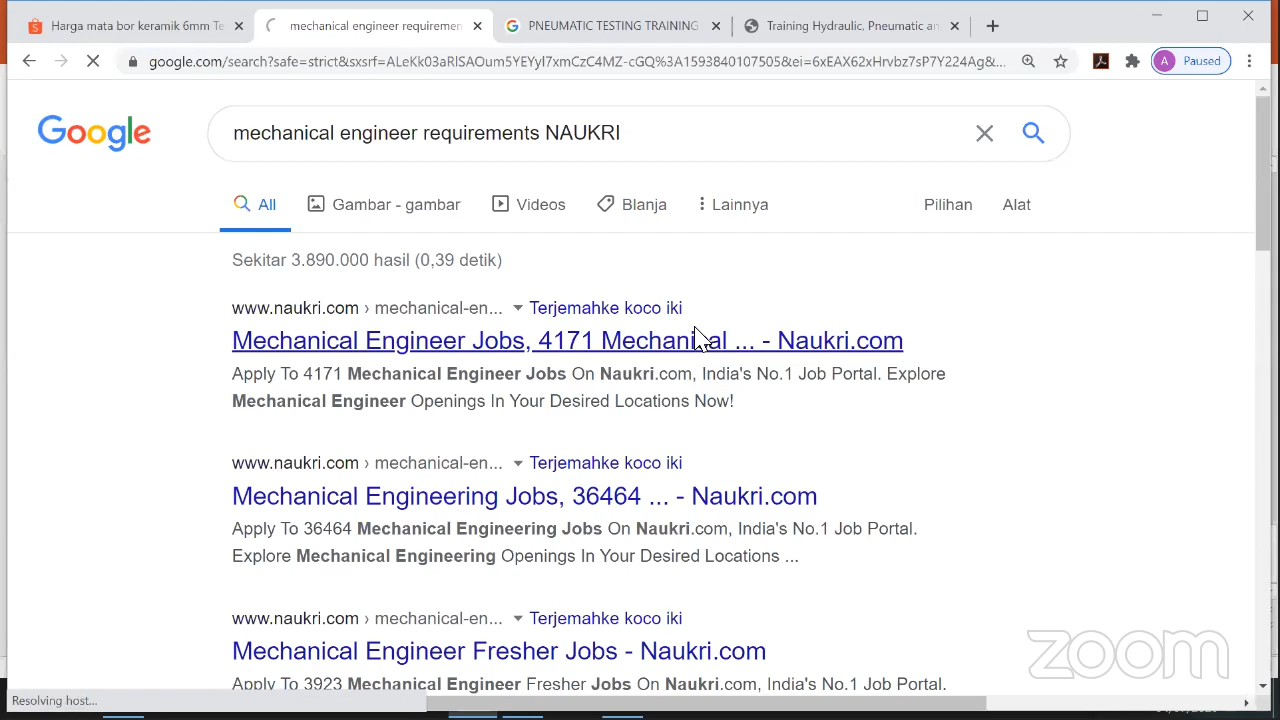 Harga mata bor keramik 6mm Te
mechanical engineer requiremen
PNEUMATIC TESTING TRAINING
Training Hydraulic, Pneumatic an
google.com/search?safe=strict&sxsrf=
A Paused
Google
mechanical engineer requirements NAUKRI
All
Gambar - gambar
Videos
Blanja
Lainnya
Pilihan
Alat
Sekitar 3.890.000 hasil (0,39 detik)
www.naukri.com › mechanical-en... Terjemahke koco iki
Mechanical Engineer Jobs, 4171 Mechanical ... - Naukri.com
Apply To 4171 Mechanical Engineer Jobs On Naukri.com, India's No.1 Job Portal. Explore
Mechanical Engineer Openings In Your Desired Locations Now!
www.naukri.com › mechanical-en... Terjemahke koco iki
Mechanical Engineering Jobs, 36464 ... - Naukri.com
Apply To 36464 Mechanical Engineering Jobs On Naukri.com, India's No.1 Job Portal.
Explore Mechanical Engineering Openings In Your Desired Locations ...
www.naukri.com › mechanical-en... Terjemahke koco iki
Mechanical Engineer Fresher Jobs - Naukri.com
Apply To 3923 Mechanical Engineer Fresher Jobs On Naukri.com, India's No.1 Job Portal.
zoom
Resolving host...